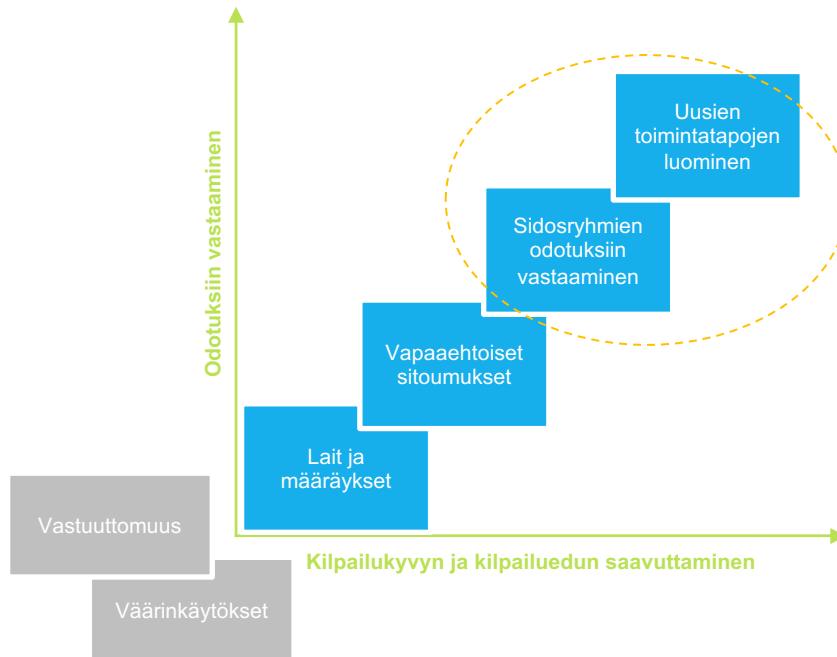 Uusien
toimintatapojen
luominen
Sidosryhmien
odotuksiin
vastaaminen
Vapaaehtoiset
sitoumukset
Lait ja
määräykset
Vastuuttomuus
Väärinkäytökset
Odotuksiin vastaaminen
Kilpailukyvyn ja kilpailuedun saavuttaminen